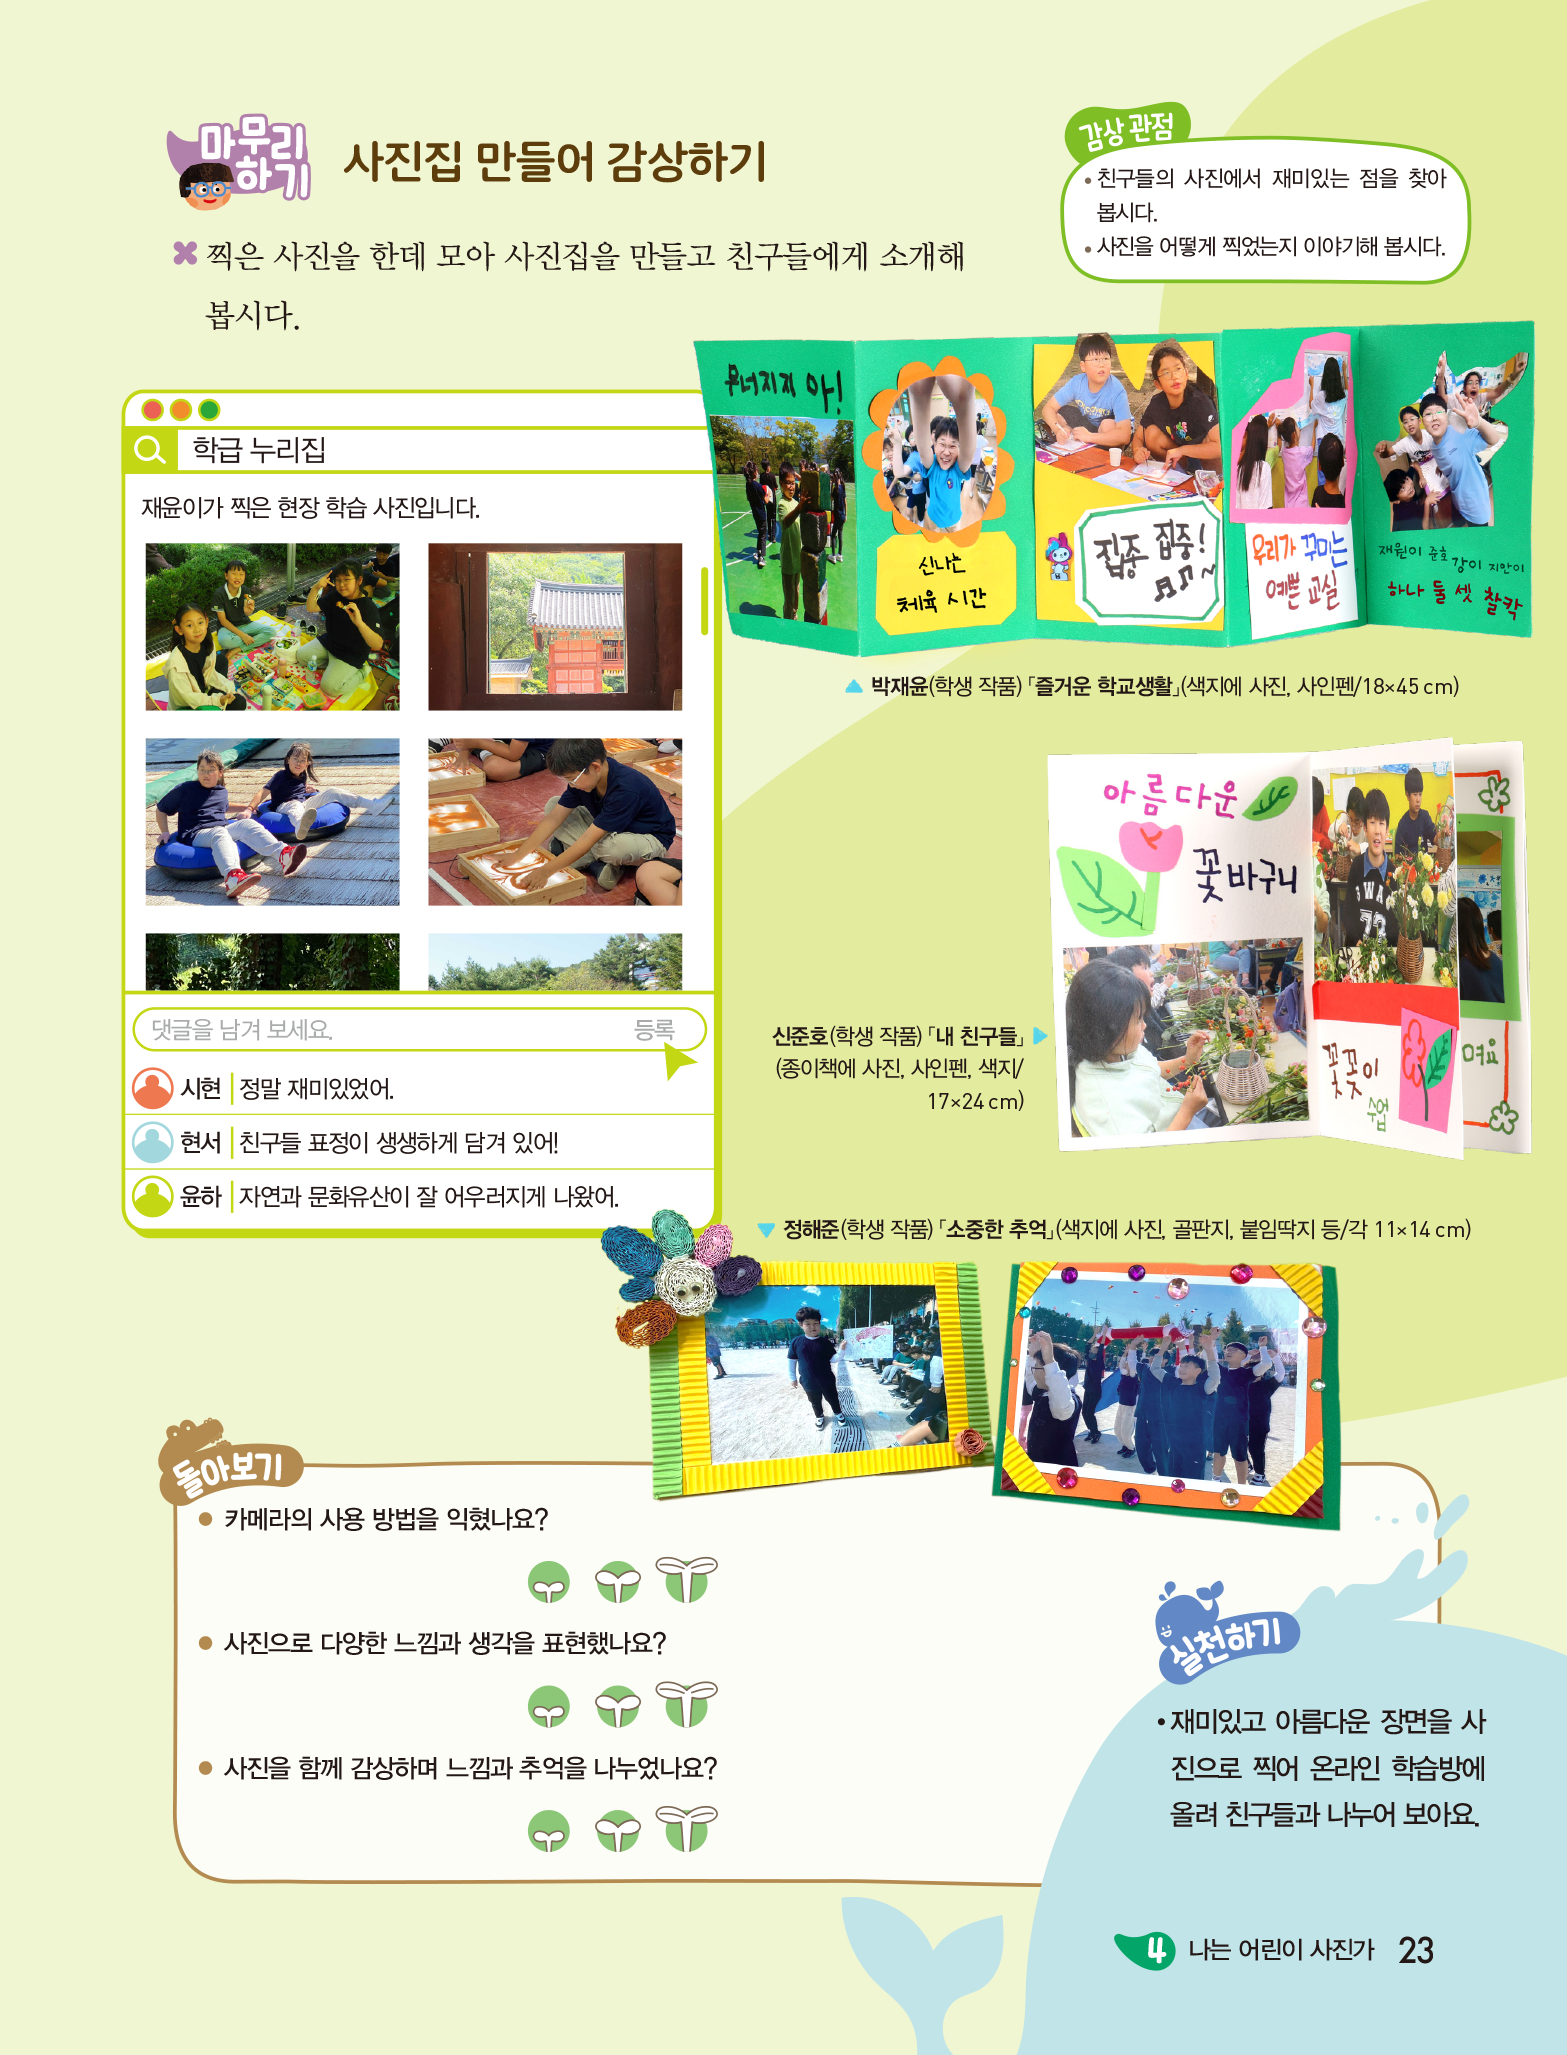 마무리
하기
사진집 만들어 감상하기
감상 관점
• 친구들의 사진에서 재미있는 점을 찾아
봅시다.
• 사진을 어떻게 찍었는지 이야기해 봅시다.
찍은 사진을 한데 모아 사진집을 만들고 친구들에게 소개해
봅시다.
학급 누리집
재윤이가 찍은 현장 학습 사진입니다.
댓글을 남겨 보세요.
등록
시현 정말 재미있었어.
현서 친구들 표정이 생생하게 담겨 있어!
윤하 자연과 문화유산이 잘 어우러지게 나왔어.
무너지지 마!
신나는
체육 시간
집중 집중!
우리가 꾸미는
예쁜 교실
재원이 준호 강이 지안이
하나 둘 셋 찰칵
박재윤(학생 작품) 「즐거운 학교생활」(색지에 사진, 사인펜/18×45 cm)
아름다운
꽃바구니
꽃꽂이
수업
신준호(학생 작품) 「내 친구들」
(종이책에 사진, 사인펜, 색지/
17×24 cm)
정해준(학생 작품) 「소중한 추억」(색지에 사진, 골판지, 붙임딱지 등/각 11×14 cm)
돌아보기
카메라의 사용 방법을 익혔나요?
사진으로 다양한 느낌과 생각을 표현했나요?
사진을 함께 감상하며 느낌과 추억을 나누었나요?
실천하기
• 재미있고 아름다운 장면을 사
진으로 찍어 온라인 학습방에
올려 친구들과 나누어 보아요.
4 나는 어린이 사진가 23